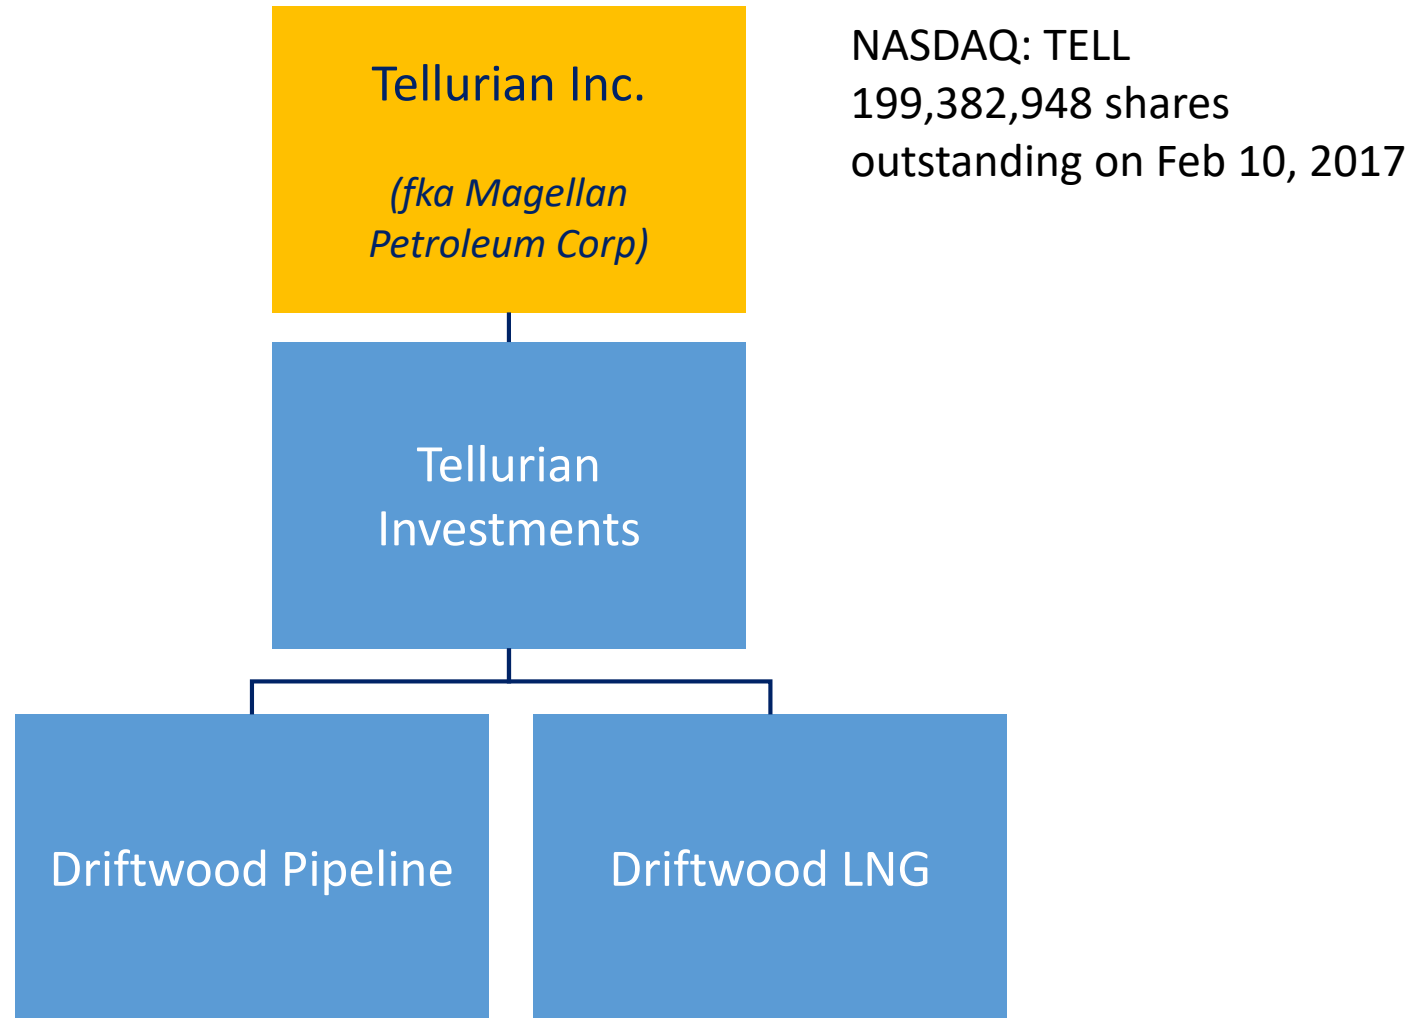 Tellurian Inc.
(fka Magellan
Petroleum Corp)
NASDAQ: TELL
199,382,948 shares
outstanding on Feb 10, 2017
Tellurian
Investments
Driftwood Pipeline
Driftwood LNG